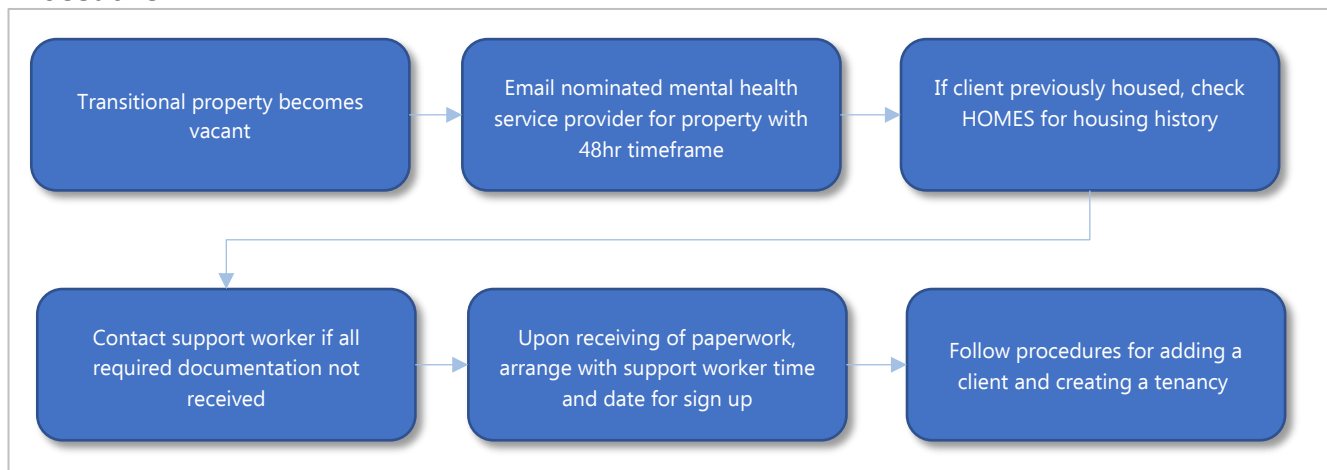 Transitional property becomes
vacant
Email nominated mental health
service provider for property with
48hr timeframe
If client previously housed, check
HOMES for housing history
Contact support worker if all
required documentation not
received
Upon receiving of paperwork,
arrange with support worker time
and date for sign up
Follow procedures for adding a
client and creating a tenancy